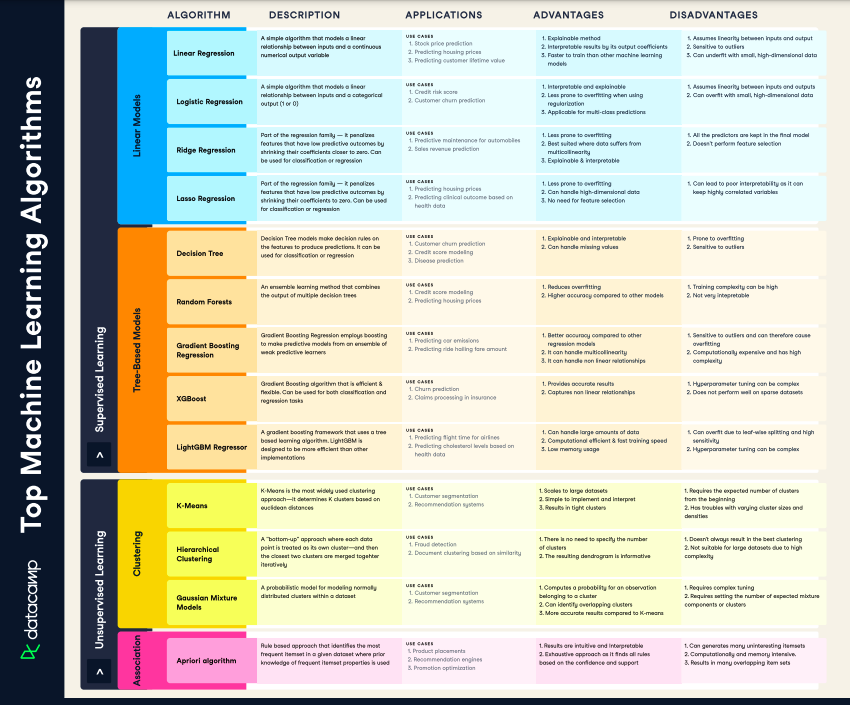 Top Machine Learning Algorithms
datacamp
ALGORITHM
DESCRIPTION
APPLICATIONS
ADVANTAGES
DISADVANTAGES
Supervised Learning
>
Linear Models
Linear Regression
A simple algorithm that models a linear
relationship between inputs and a continuous
numerical output variable
USE CASES
1. Stock price prediction
2. Predicting housing prices
3. Predicting customer lifetime value
1. Explainable method
2. Interpretable results by its output coefficients
3. Faster to train than other machine learning
models
1. Assumes linearity between inputs and output
2. Sensitive to outliers
3. Can underfit with small, high-dimensional data
Logistic Regression
A simple algorithm that models a linear
relationship between inputs and a categorical
output (1 or 0)
USE CASES
1. Credit risk score
2. Customer churn prediction
1. Interpretable and explainable
2. Less prone to overfitting when using
regularization
3. Applicable for multi-class predictions
1. Assumes linearity between inputs and outputs
2. Can overfit with small, high-dimensional data
Ridge Regression
Part of the regression family — it penalizes
features that have low predictive outcomes by
shrinking their coefficients closer to zero. Can
be used for classification or regression
USE CASES
1. Predictive maintenance for automobiles
2. Sales revenue prediction
1. Less prone to overfitting
2. Best suited where data suffers from
multicollinearity
3. Explainable & interpretable
1. All the predictors are kept in the final model
2. Doesn't perform feature selection
Lasso Regression
Part of the regression family — it penalizes
features that have low predictive outcomes by
shrinking their coefficients to zero. Can be used
for classification or regression
USE CASES
1. Predicting housing prices
2. Predicting clinical outcome based on
health data
1. Less prone to overfitting
2. Can handle high-dimensional data
3. No need for feature selection
1. Can lead to poor interpretability as it can
keep highly correlated variables
Tree-Based Models
Decision Tree
Decision Tree models make decision rules on
the features to produce predictions. It can be
used for classification or regression
USE CASES
1. Customer churn prediction
2. Credit score modeling
3. Disease prediction
1. Explainable and interpretable
2. Can handle missing values
1. Prone to overfitting
2. Sensitive to outliers
Random Forests
An ensemble learning method that combines
the output of multiple decision trees
USE CASES
1. Credit score modeling
2. Predicting housing prices
1. Reduces overfitting
2. Higher accuracy compared to other models
1. Training complexity can be high
2. Not very intepretable
Gradient Boosting
Regression
Gradient Boosting Regression employs boosting
to make predictive models from an ensemble of
weak predictive learners
USE CASES
1. Predicting car emissions
2. Predicting ride hailing fare amount
1. Better accuracy compared to other
regression models
2. It can handle multicollinearity
3. It can handle non linear relationships
1. Sensitive to outliers and can therefore cause
overfitting
2. Computationally expensive and has high
complexity
XGBoost
Gradient Boosting algorithm that is efficient &
flexible. Can be used for both classification and
regression tasks
USE CASES
1. Churn prediction
2. Claims processing in insurance
1. Provides accurate results
2. Captures non linear relationships
1. Hyperparameter tuning can be complex
2. Does not perform well on sparse datasets
LightGBM Regressor
A gradient boosting framework that uses a tree
based learning algorithm. LightGBM is
designed to be more efficient than other
implementations
USE CASES
1. Predicting flight time for airlines
2. Predicting cholesterol levels based on
health data
1. Can handle large amounts of data
2. Computational efficient & fast training speed
3. Low memory usage
1. Can overfit due to leaf-wise splitting and high
sensitivity
2. Hyperparameter tuning can be complex
Unsupervised Learning
>
Clustering
K-Means
K-Means is the most widely used clustering
approach—it determines K clusters based on
euclidean distances
USE CASES
1. Customer segmentation
2. Recommendation systems
1. Scales to large datasets
2. Simple to implement and interpret
3. Results in tight clusters
1. Requires the expected number of clusters
from the beginning
2. Has troubles with varying cluster sizes and
densities
Hierarchical
Clustering
A "bottom-up" approach where each data
point is treated as its own cluster—and then
the closest two clusters are merged togehter
iteratively
USE CASES
1. Fraud detection
2. Document clustering based on similarity
1. There is no need to specify the number
of clusters
2. The resulting dendrogram is informative
1. Doesn't always result in the best clustering
2. Not suitable for large datasets due to high
complexity
Gaussian Mixture
Models
A probabilistic model for modeling normally
distributed clusters within a dataset
USE CASES
1. Customer segmentation
2. Recommendation systems
1. Computes a probability for an observation
belonging to a cluster
2. Can identify overlapping clusters
3. More accurate results compared to K-means
1. Requires complex tuning
2. Requires setting the number of expected mixture
components or clusters
Association
Apriori algorithm
Rule based approach that identifies the most
frequent itemset in a given dataset where prior
knowledge of frequent itemset properties is used
USE CASES
1. Product placements
2. Recommendation engines
3. Promotion optimization
1. Results are intuitive and interpretable
2. Exhaustive approach as it finds all rules
based on the confidence and support
1. Can generates many uninteresting itemsets
2. Computationally and memory intensive.
3. Results in many overlapping item sets